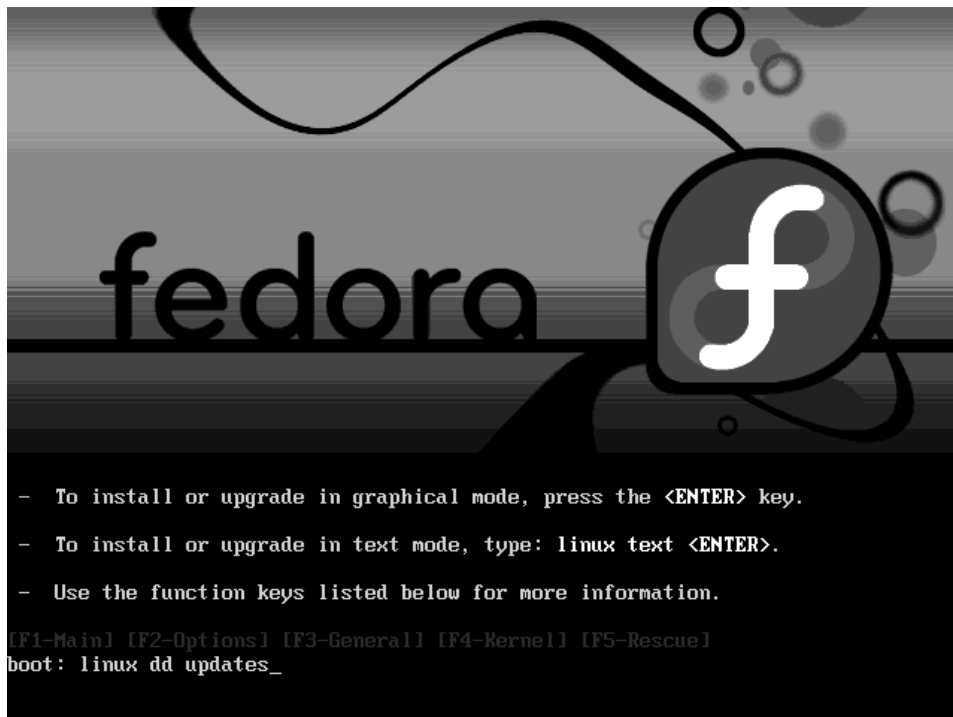 fedora
- To install or upgrade in graphical mode, press the <ENTER> key.
- To install or upgrade in text mode, type: linux text <ENTER>.
- Use the function keys listed below for more information.
[F1-Main] [F2-Options] [F3-General] [F4-Kernel] [F5-Rescue]
boot: linux dd updates_